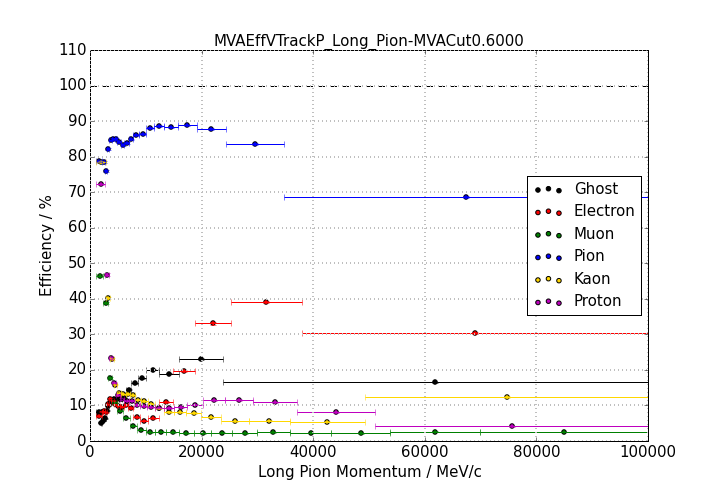 MVAEffVTrackP_Long_Pion-MVACut0.6000
110
100
90
80
70
60
50
40
30
20
10
0
Efficiency / %
Ghost
Electron
Muon
Pion
Kaon
Proton
0 20000 40000 60000 80000 100000
Long Pion Momentum / MeV/c